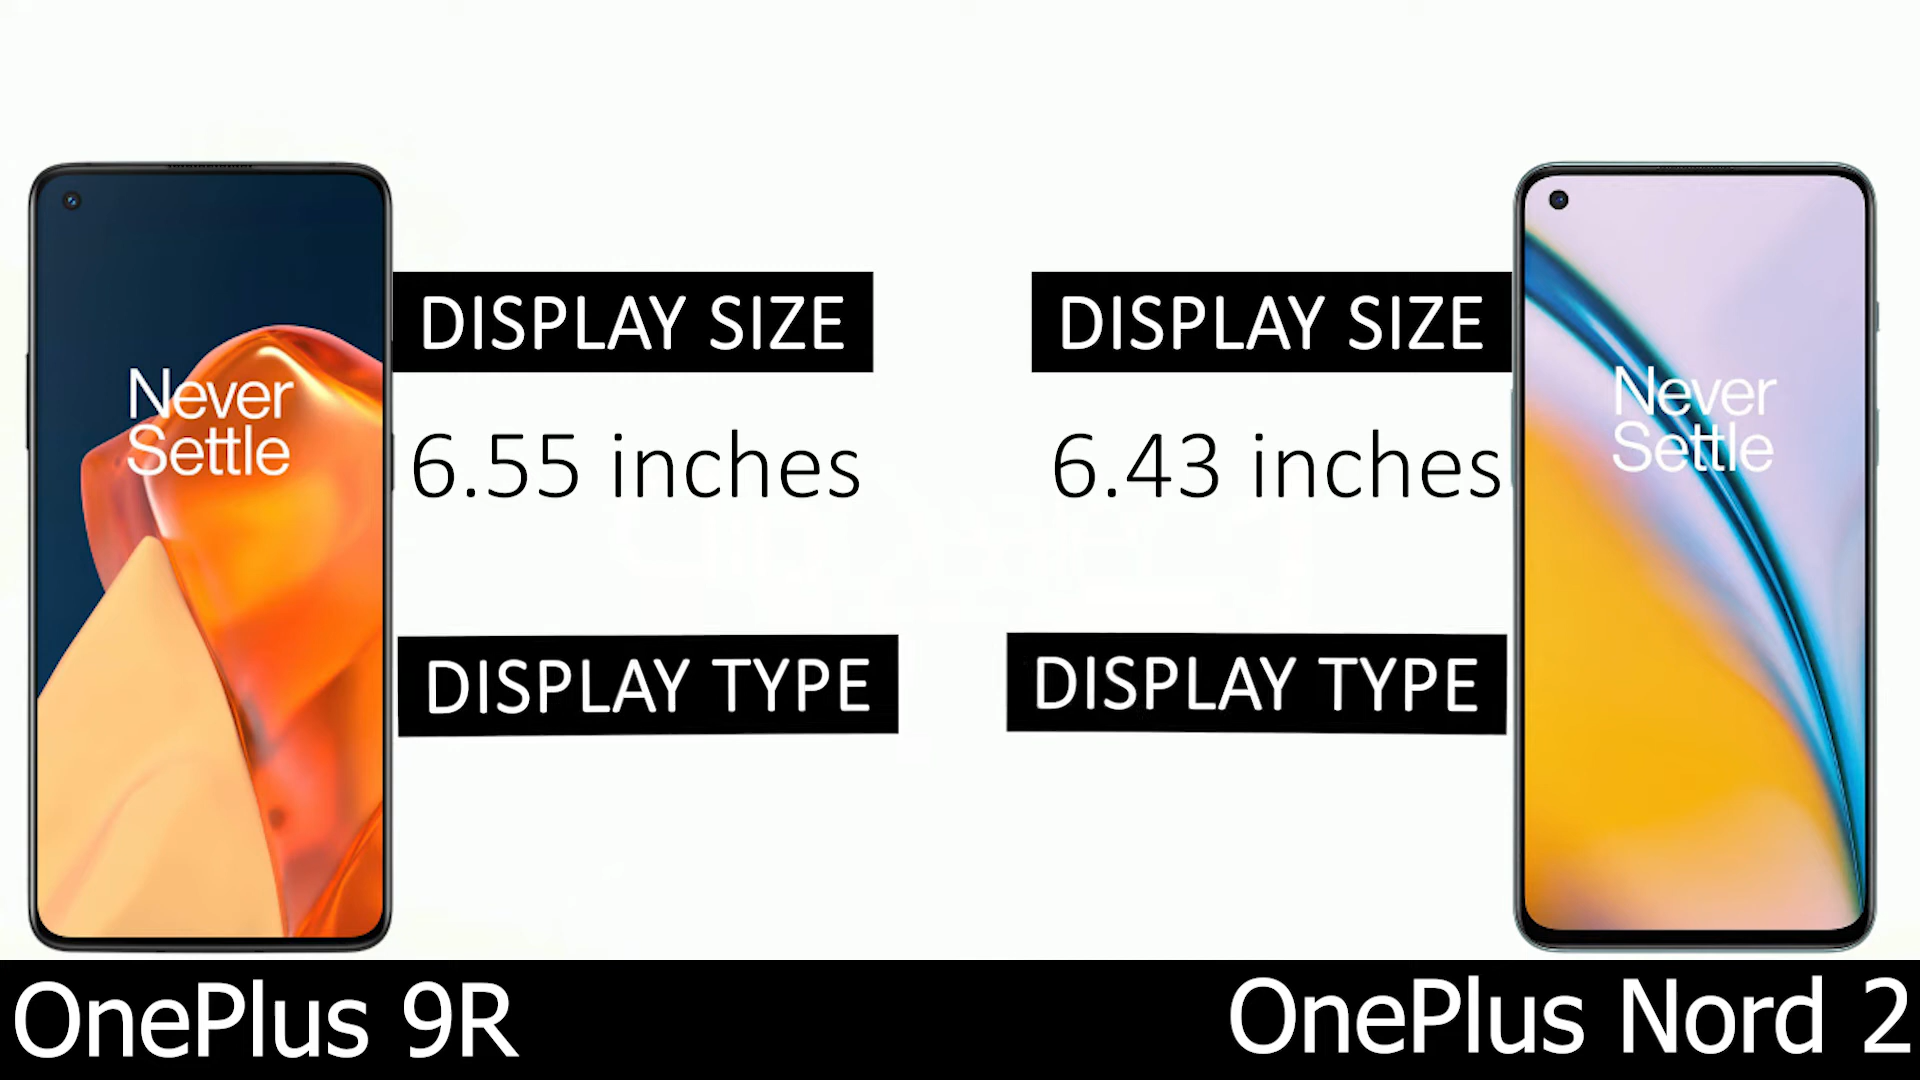 DISPLAY SIZE
DISPLAY SIZE
Never
Settle
6.55 inches
6.43 inches
Never
Settle
DISPLAY TYPE
DISPLAY TYPE
OnePlus 9R
OnePlus Nord 2